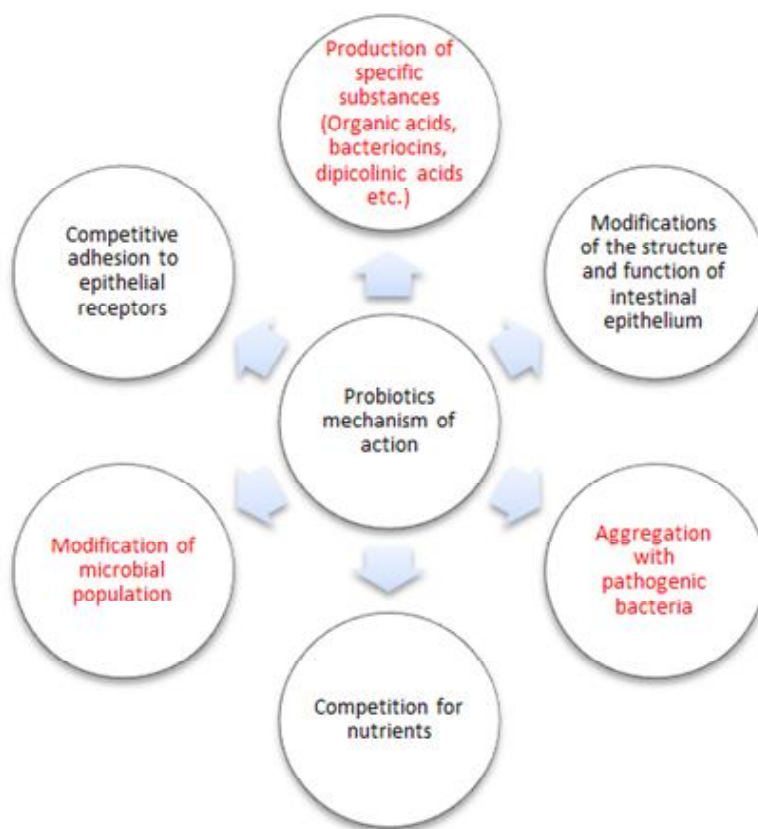 Production of
specific
substances
(Organic acids,
bacteriocins,
dipicolinic acids
etc.)
Competitive
adhesion to
epithelial
receptors
Modifications
of the structure
and function of
intestinal
epithelium
Probiotics
mechanism of
action
Modification of
microbial
population
Aggregation
with
pathogenic
bacteria
Competition for
nutrients